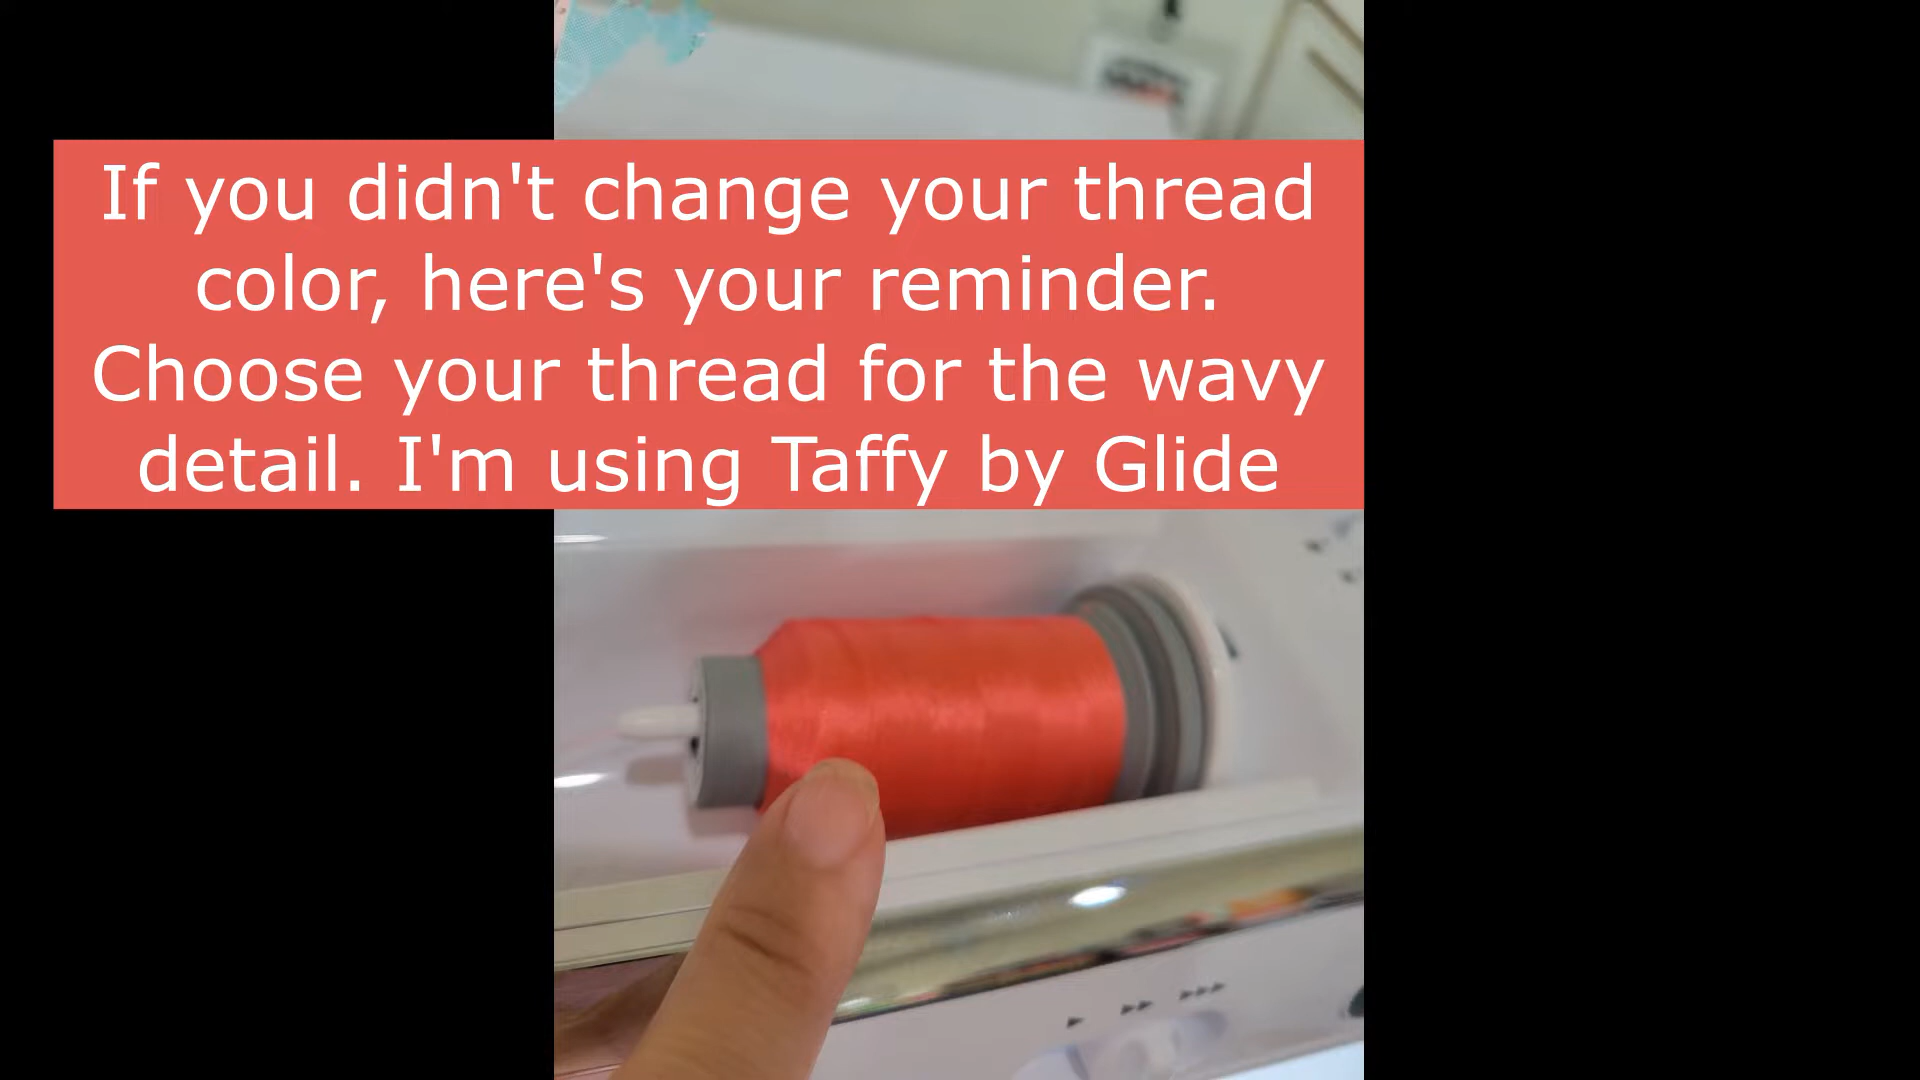 If you didn't change your thread
color, here's your reminder.
Choose your thread for the wavy
detail. I'm using Taffy by Glide